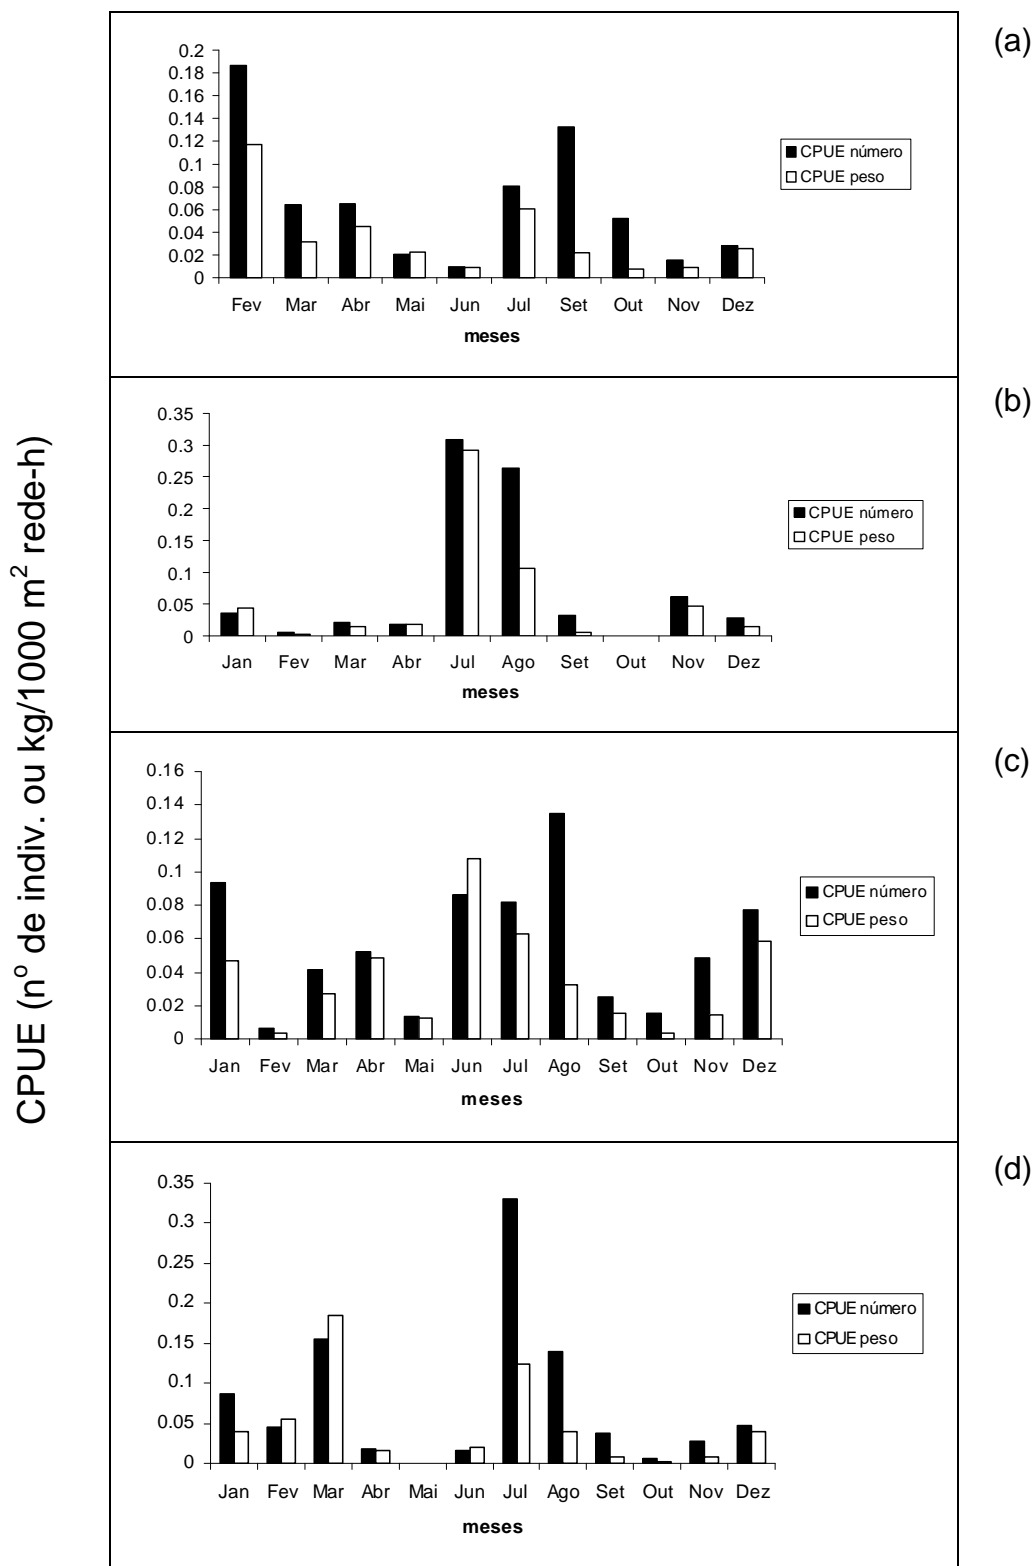 CPUE (nº de indiv. ou kg/1000 m² rede-h)
(a)
0.2
0.18
0.16
0.14
0.12
0.1
0.08
0.06
0.04
0.02
0
Fev Mar Abr Mai Jun Jul Set Out Nov Dez
meses
CPUE número
CPUE peso
(b)
0.35
0.3
0.25
0.2
0.15
0.1
0.05
0
Jan Fev Mar Abr Jul Ago Set Out Nov Dez
meses
CPUE número
CPUE peso
(c)
0.16
0.14
0.12
0.1
0.08
0.06
0.04
0.02
0
Jan Fev Mar Abr Mai Jun Jul Ago Set Out Nov Dez
meses
CPUE número
CPUE peso
(d)
0.35
0.3
0.25
0.2
0.15
0.1
0.05
0
Jan Fev Mar Abr Mai Jun Jul Ago Set Out Nov Dez
meses
CPUE número
CPUE peso